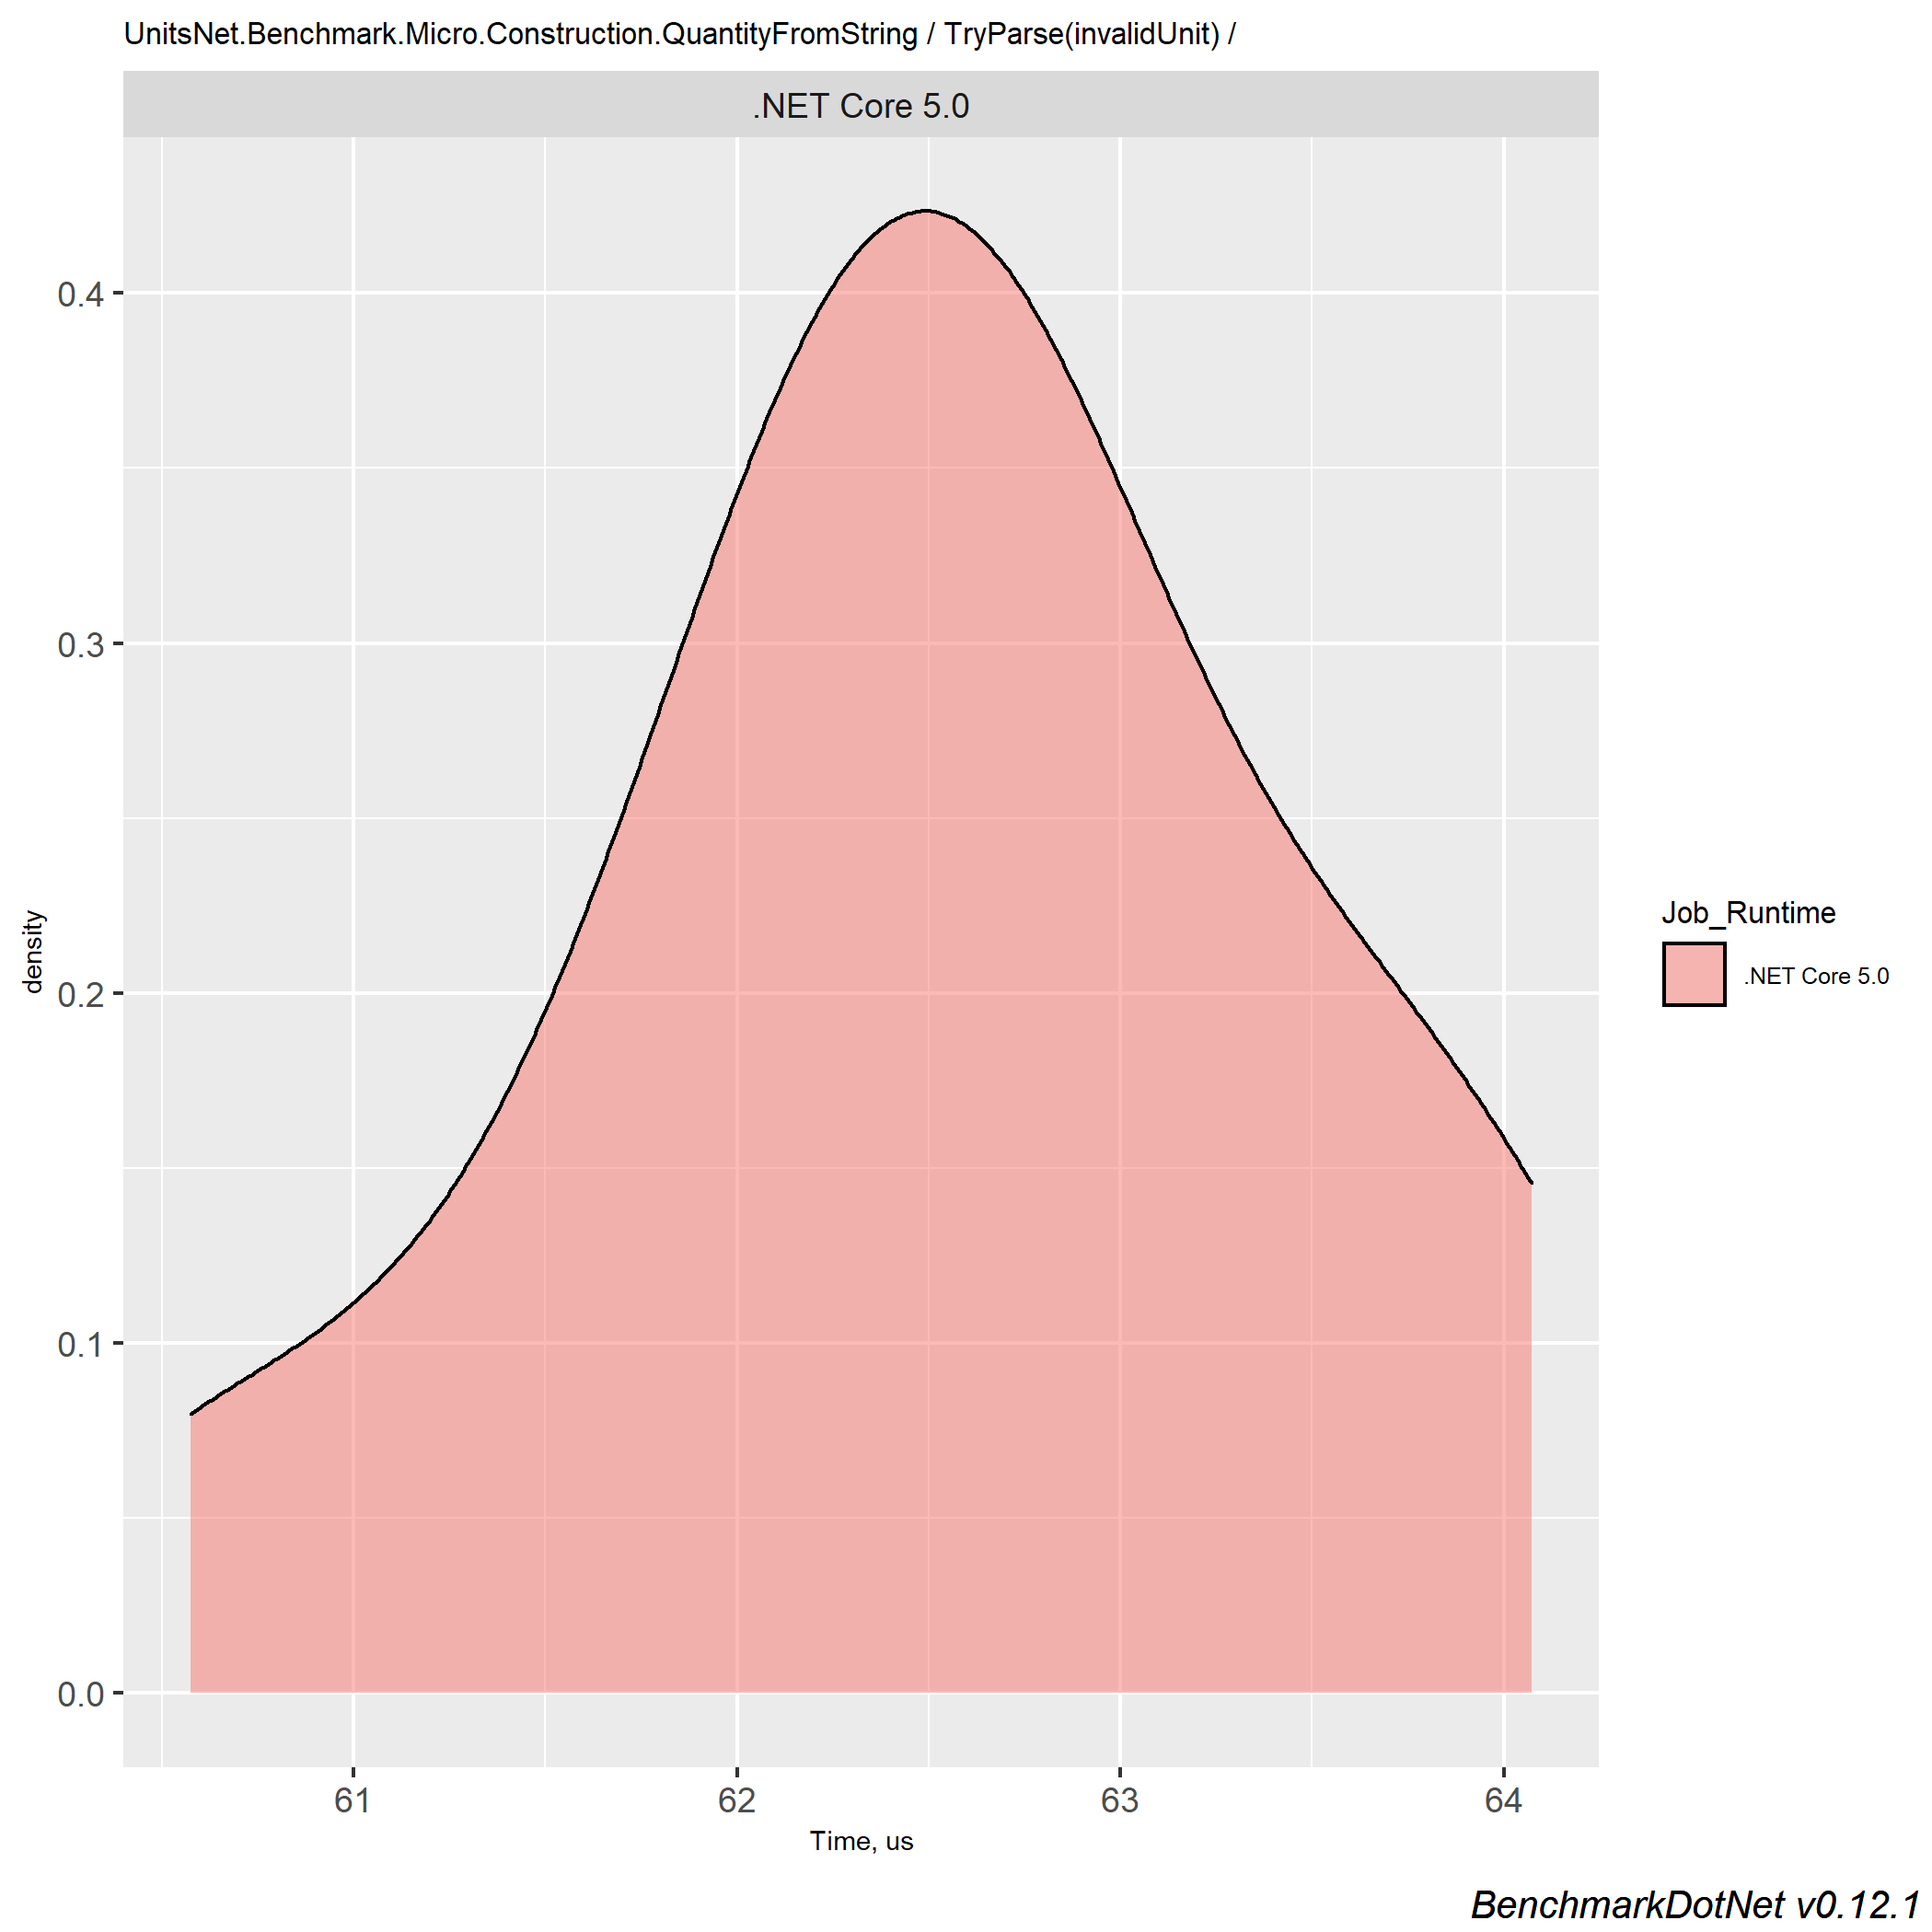 UnitsNet.Benchmark.Micro.Construction.QuantityFromString / TryParse(invalidUnit) /
.NET Core 5.0
0.4
0.3
0.2
0.1
0.0
density
61 62 63 64
Time, us
Job_Runtime
.NET Core 5.0
BenchmarkDotNet v0.12.1